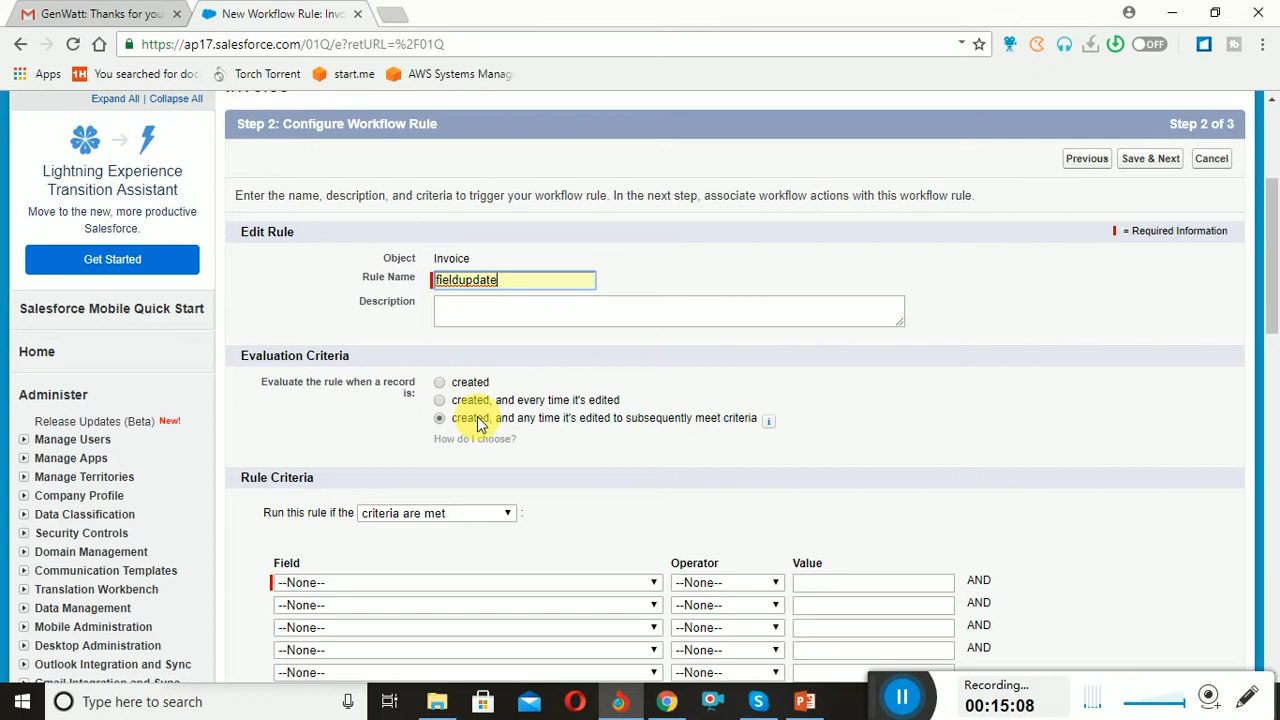 GenWatt: Thanks for you
New Workflow Rule: Invo
https://ap17.salesforce.com/01Q/e?retURL=%2F01Q
OFF
Apps
1H You searched for doc
Torch Torrent
start.me
AWS Systems Manag
Expand All | Collapse All
Lightning Experience
Transition Assistant
Move to the new, more productive
Salesforce.
Get Started
Salesforce Mobile Quick Start
Home
Administer
Release Updates (Beta) New!
Manage Users
Manage Apps
Manage Territories
Company Profile
Data Classification
Security Controls
Domain Management
Communication Templates
Translation Workbench
Data Management
Mobile Administration
Desktop Administration
Outlook Integration and Sync
Gmail Integration and Sync
Step 2: Configure Workflow Rule
Step 2 of 3
Previous
Save & Next
Cancel
Enter the name, description, and criteria to trigger your workflow rule. In the next step, associate workflow actions with this workflow rule.
Edit Rule
= Required Information
Object Invoice
Rule Name fieldupdate
Description
Evaluation Criteria
Evaluate the rule when a record
is:
created
created, and every time it's edited
created, and any time it's edited to subsequently meet criteria
How do I choose?
Rule Criteria
Run this rule if the criteria are met :
Field Operator Value
--None-- --None-- AND
--None-- --None-- AND
--None-- --None-- AND
--None-- --None-- AND
--None-- --None--
Type here to search
Recording...
00:15:08